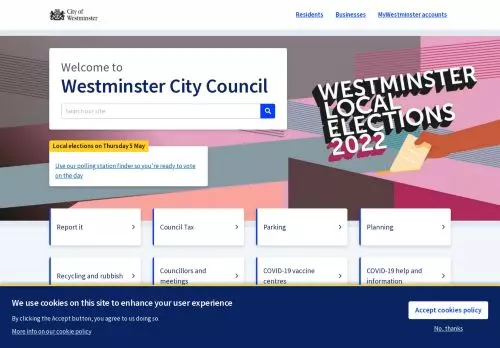 City of
Westminster
Residents
Businesses
MyWestminster accounts
Welcome to
Westminster City Council
Search our site
WESTMINSTER
LOCAL
ELECTIONS
2022
Local elections on Thursday 5 May
Use our polling station finder so you're ready to vote
on the day
Report it
Council Tax
Parking
Planning
Recycling and rubbish
Councillors and
meetings
COVID-19 vaccine
centres
COVID-19 help and
information
We use cookies on this site to enhance your user experience
By clicking the Accept button, you agree to us doing so.
More info on our cookie policy
Accept cookies policy
No, thanks